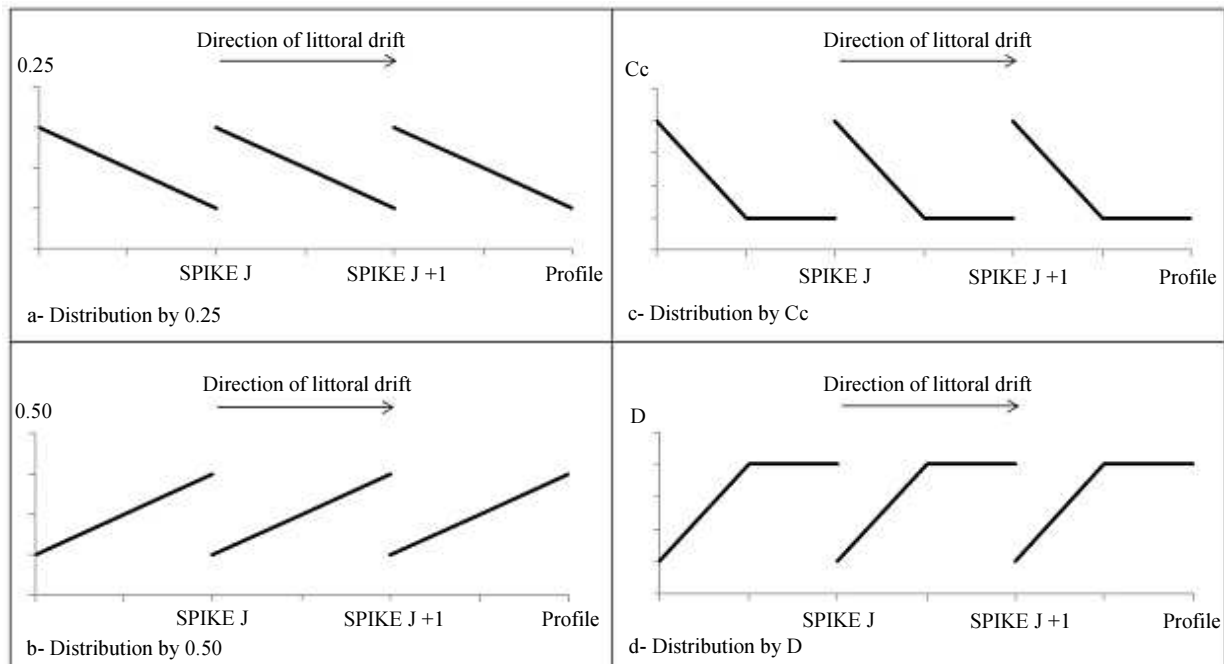 Direction of littoral drift
0.25
SPIKE J
SPIKE J +1
Profile
a- Distribution by 0.25
Direction of littoral drift
Cc
SPIKE J
SPIKE J +1
Profile
c- Distribution by Cc
Direction of littoral drift
0.50
SPIKE J
SPIKE J +1
Profile
b- Distribution by 0.50
Direction of littoral drift
D
SPIKE J
SPIKE J +1
Profile
d- Distribution by D